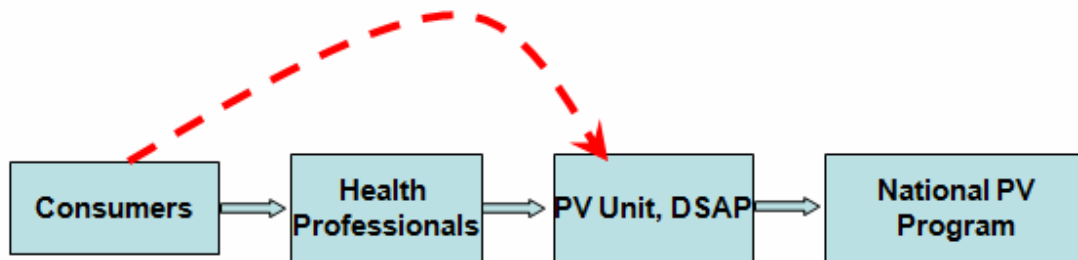 Consumers
Health
Professionals
PV Unit, DSAP
National PV
Program